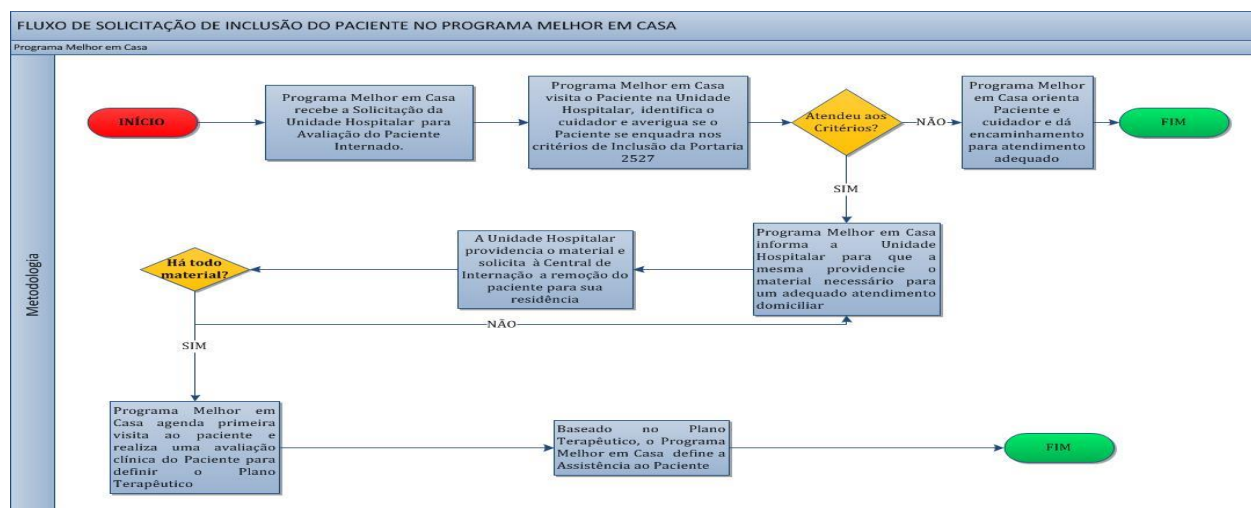 FLUXO DE SOLICITAÇÃO DE INCLUSÃO DO PACIENTE NO PROGRAMA MELHOR EM CASA
Programa Melhor em Casa
Metodologia
INÍCIO
Programa Melhor em Casa
recebe a Solicitação da
Unidade Hospitalar para
Avaliação do Paciente
Internado.
Programa Melhor em Casa
visita o Paciente na Unidade
Hospitalar, identifica o
cuidador e averigua se o
Paciente se enquadra nos
critérios de Inclusão da Portaria
2527
Atendeu aos
Critérios?
NÃO
Programa Melhor
em Casa orienta
Paciente e
cuidador e dá
encaminhamento
para atendimento
adequado
FIM
SIM
Programa Melhor em Casa
informa a Unidade
Hospitalar para que a
mesma providencie o
material necessário para
um adequado atendimento
domiciliar
A Unidade Hospitalar
providencia o material e
solicita à Central de
Internação a remoção do
paciente para sua
residência
Há todo
material?
NÃO
SIM
Programa Melhor em
Casa agenda primeira
visita ao paciente e
realiza uma avaliação
clínica do Paciente para
definir o Plano
Terapêutico
Baseado no Plano
Terapêutico, o Programa
Melhor em Casa define a
Assistência ao Paciente
FIM